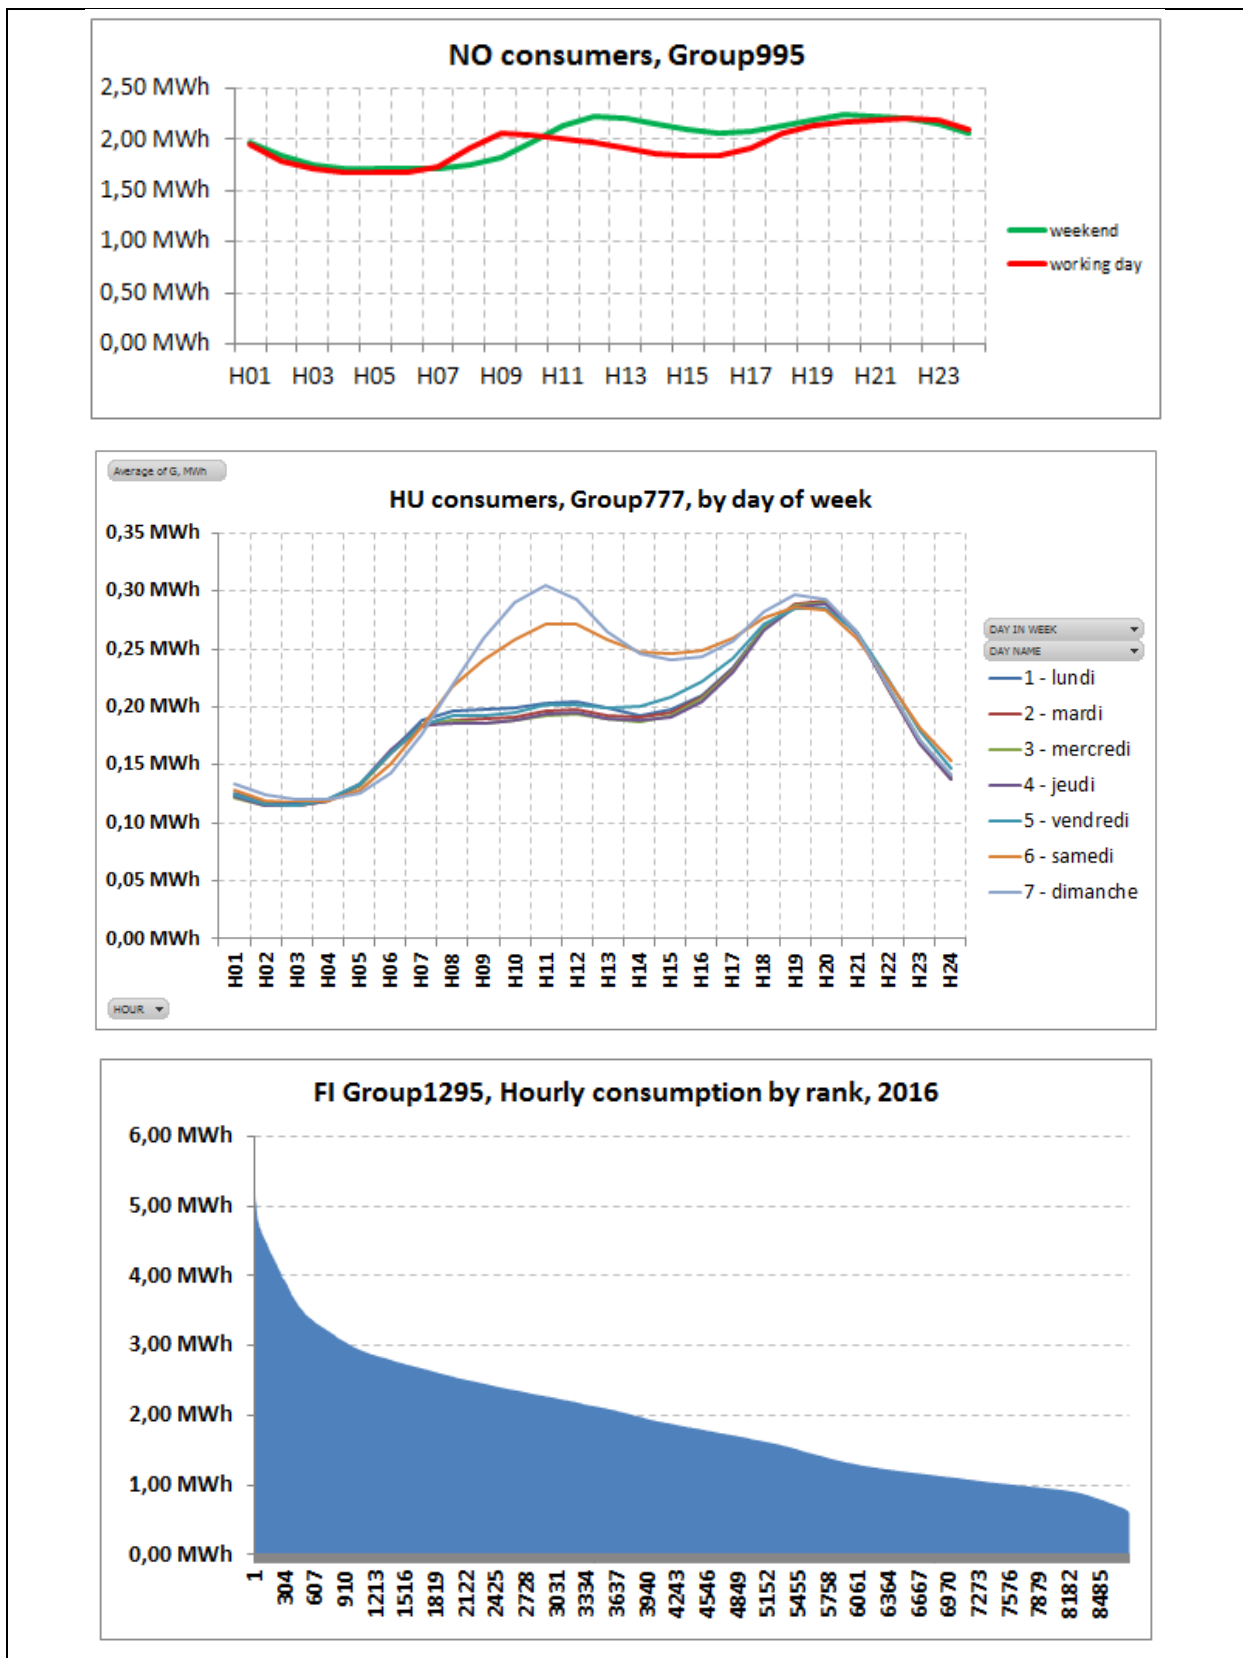 NO consumers, Group995
2,50 MWh
2,00 MWh
1,50 MWh
1,00 MWh
0,50 MWh
0,00 MWh
H01 H03 H05 H07 H09 H11 H13 H15 H17 H19 H21 H23
weekend
working day
Average of G, MWh
HU consumers, Group777, by day of week
0,35 MWh
0,30 MWh
0,25 MWh
0,20 MWh
0,15 MWh
0,10 MWh
0,05 MWh
0,00 MWh
H01 H02 H03 H04 H05 H06 H07 H08 H09 H10 H11 H12 H13 H14 H15 H16 H17 H18 H19 H20 H21 H22 H23 H24
DAY IN WEEK
DAY NAME
1 - lundi
2 - mardi
3 - mercredi
4 - jeudi
5 - vendredi
6 - samedi
7 - dimanche
HOUR
FI Group1295, Hourly consumption by rank, 2016
6,00 MWh
5,00 MWh
4,00 MWh
3,00 MWh
2,00 MWh
1,00 MWh
0,00 MWh
1 304 607 910 1213 1516 1819 2122 2425 2728 3031 3334 3637 3940 4243 4546 4849 5152 5455 5758 6061 6364 6667 6970 7273 7576 7879 8182 8485